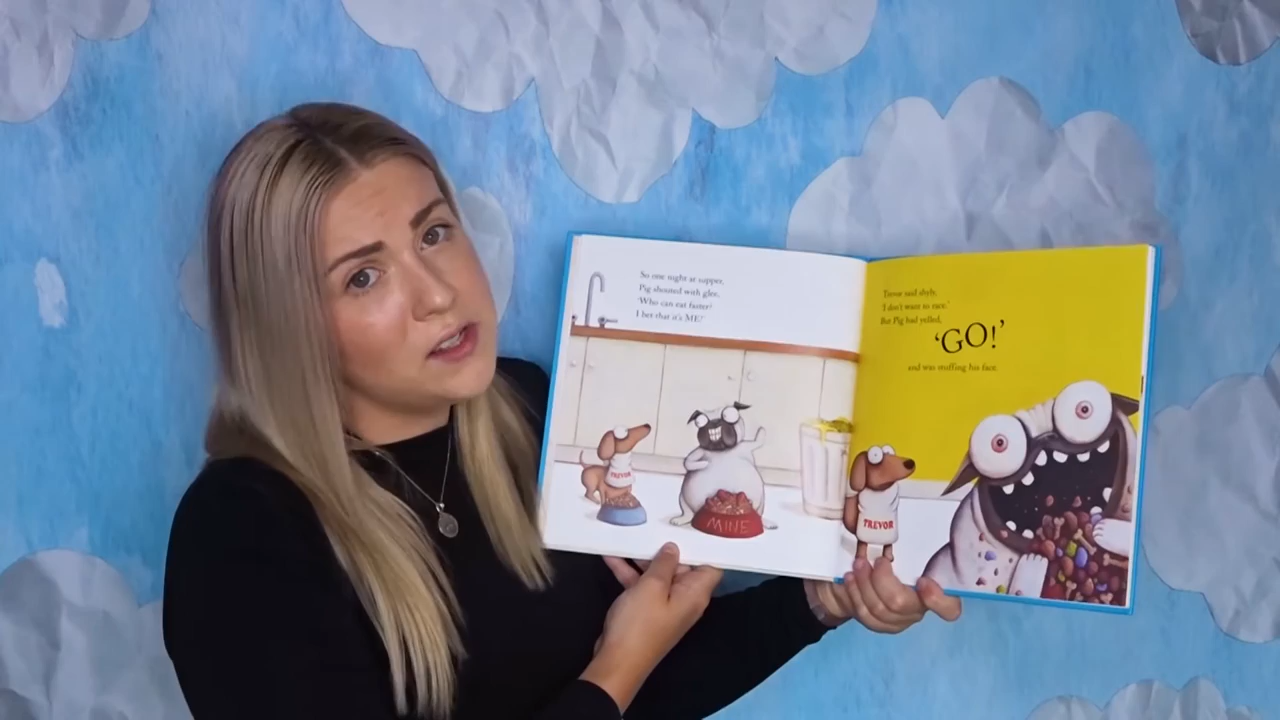 So one night at supper,
Pig shouted with glee,
'Who can eat faster?
I bet that it's ME!'
TREVOR
MINE
Trevor said shyly,
'I don't want to race.'
But Pig had yelled,
'GO!'
and was stuffing his face.
TREVOR